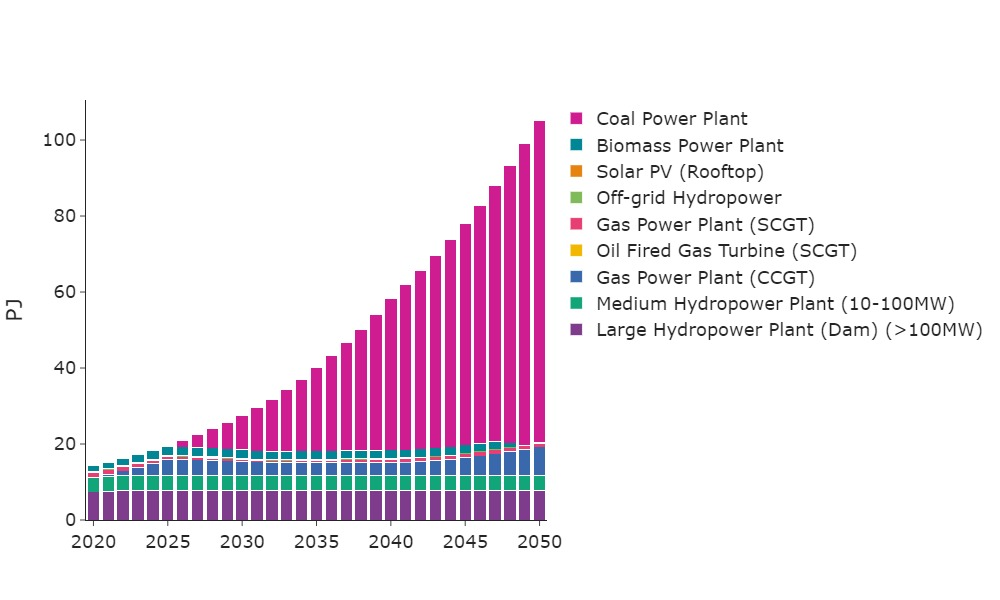 100
80
60
40
20
0
PJ
2020 2025 2030 2035 2040 2045 2050
Coal Power Plant
Biomass Power Plant
Solar PV (Rooftop)
Off-grid Hydropower
Gas Power Plant (SCGT)
Oil Fired Gas Turbine (SCGT)
Gas Power Plant (CCGT)
Medium Hydropower Plant (10-100MW)
Large Hydropower Plant (Dam) (>100MW)